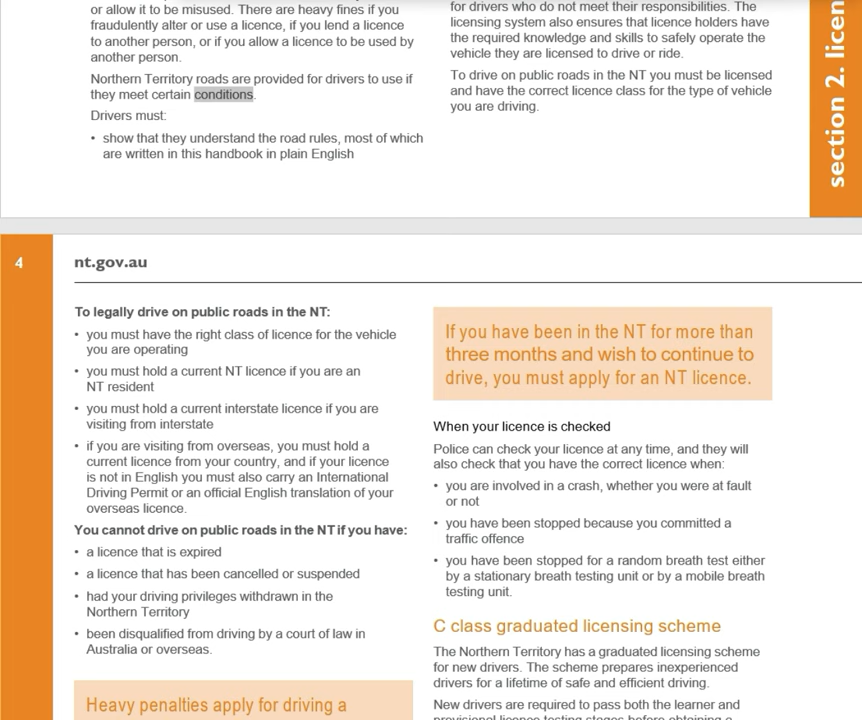 or allow it to be misused. There are heavy fines if you
fraudulently alter or use a licence, if you lend a licence
to another person, or if you allow a licence to be used by
another person.
Northern Territory roads are provided for drivers to use if
they meet certain conditions.
Drivers must:
• show that they understand the road rules, most of which
are written in this handbook in plain English
for drivers who do not meet their responsibilities. The
licensing system also ensures that licence holders have
the required knowledge and skills to safely operate the
vehicle they are licensed to drive or ride.
To drive on public roads in the NT you must be licensed
and have the correct licence class for the type of vehicle
you are driving.
section 2. licen
4
nt.gov.au
To legally drive on public roads in the NT:
• you must have the right class of licence for the vehicle
you are operating
• you must hold a current NT licence if you are an
NT resident
• you must hold a current interstate licence if you are
visiting from interstate
• if you are visiting from overseas, you must hold a
current licence from your country, and if your licence
is not in English you must also carry an International
Driving Permit or an official English translation of your
overseas licence.
You cannot drive on public roads in the NT if you have:
• a licence that is expired
• a licence that has been cancelled or suspended
• had your driving privileges withdrawn in the
Northern Territory
• been disqualified from driving by a court of law in
Australia or overseas.
Heavy penalties apply for driving a
If you have been in the NT for more than
three months and wish to continue to
drive, you must apply for an NT licence.
When your licence is checked
Police can check your licence at any time, and they will
also check that you have the correct licence when:
• you are involved in a crash, whether you were at fault
or not
• you have been stopped because you committed a
traffic offence
• you have been stopped for a random breath test either
by a stationary breath testing unit or by a mobile breath
testing unit.
C class graduated licensing scheme
The Northern Territory has a graduated licensing scheme
for new drivers. The scheme prepares inexperienced
drivers for a lifetime of safe and efficient driving.
New drivers are required to pass both the learner and
provisional licence testing stages before obtaining a